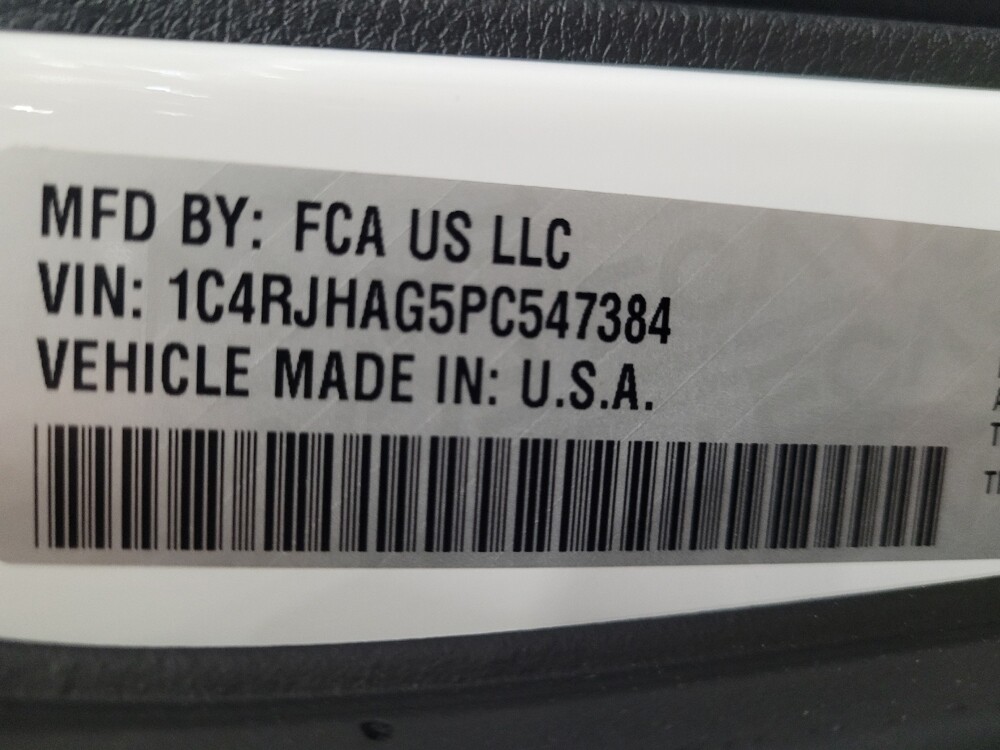 MFD BY: FCA US LLC
VIN: 1C4RJHAG5PC547384
VEHICLE MADE IN: U.S.A.